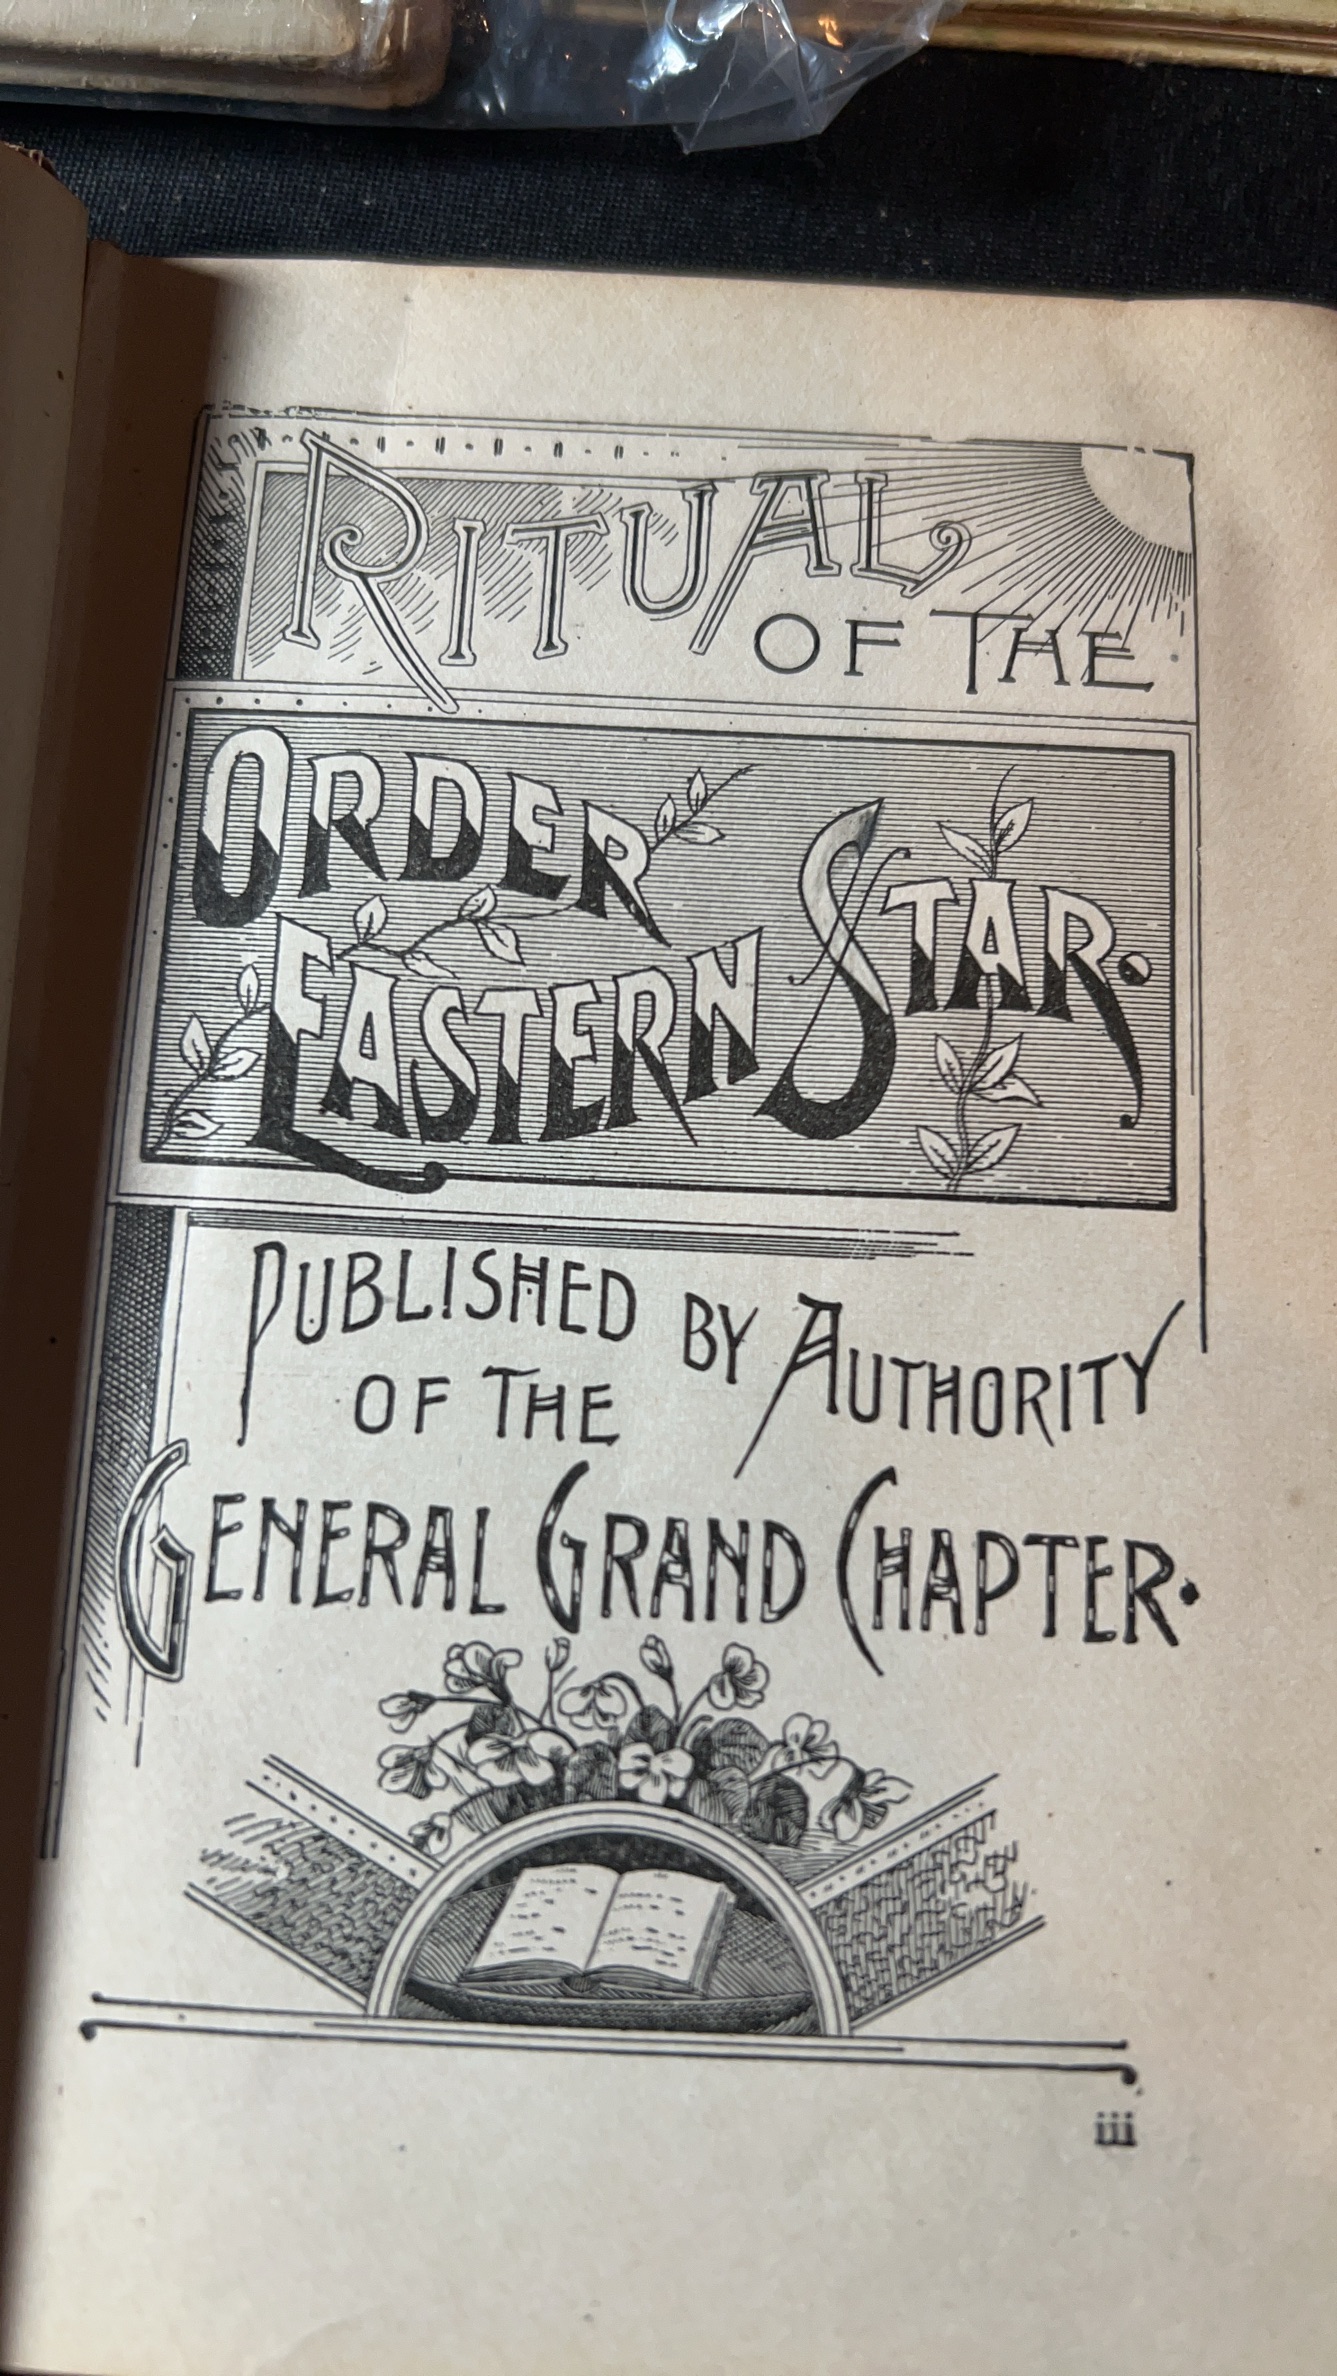 RITUAL
OF THE
ORDER
EASTERN STAR.
PUBLISHED BY AUTHORITY
OF THE
GENERAL GRAND CHAPTER.
iii